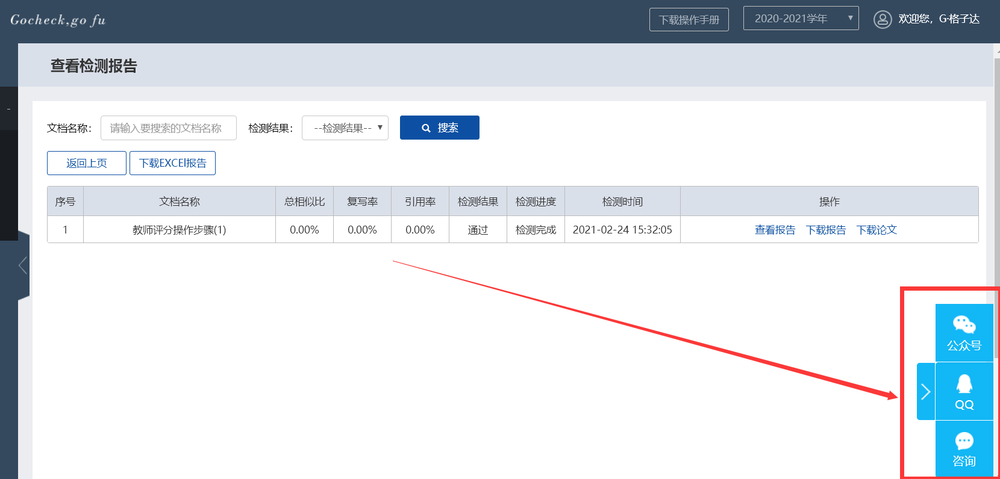 Gocheck,go fu
下载操作手册
2020-2021学年
欢迎您，G·格子达
查看检测报告
文档名称：
请输入要搜索的文档名称
检测结果：
--检测结果--
搜索
返回上页
下载EXCEl报告
序号 文档名称 总相似比 复写率 引用率 检测结果 检测进度 检测时间 操作
1 教师评分操作步骤(1) 0.00% 0.00% 0.00% 通过 检测完成 2021-02-24 15:32:05 查看报告 下载报告 下载论文
公众号
QQ
咨询